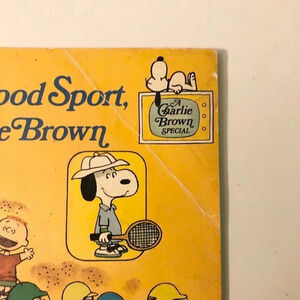 ood Sport,
e Brown
A
Charlie
Brown
SPECIAL